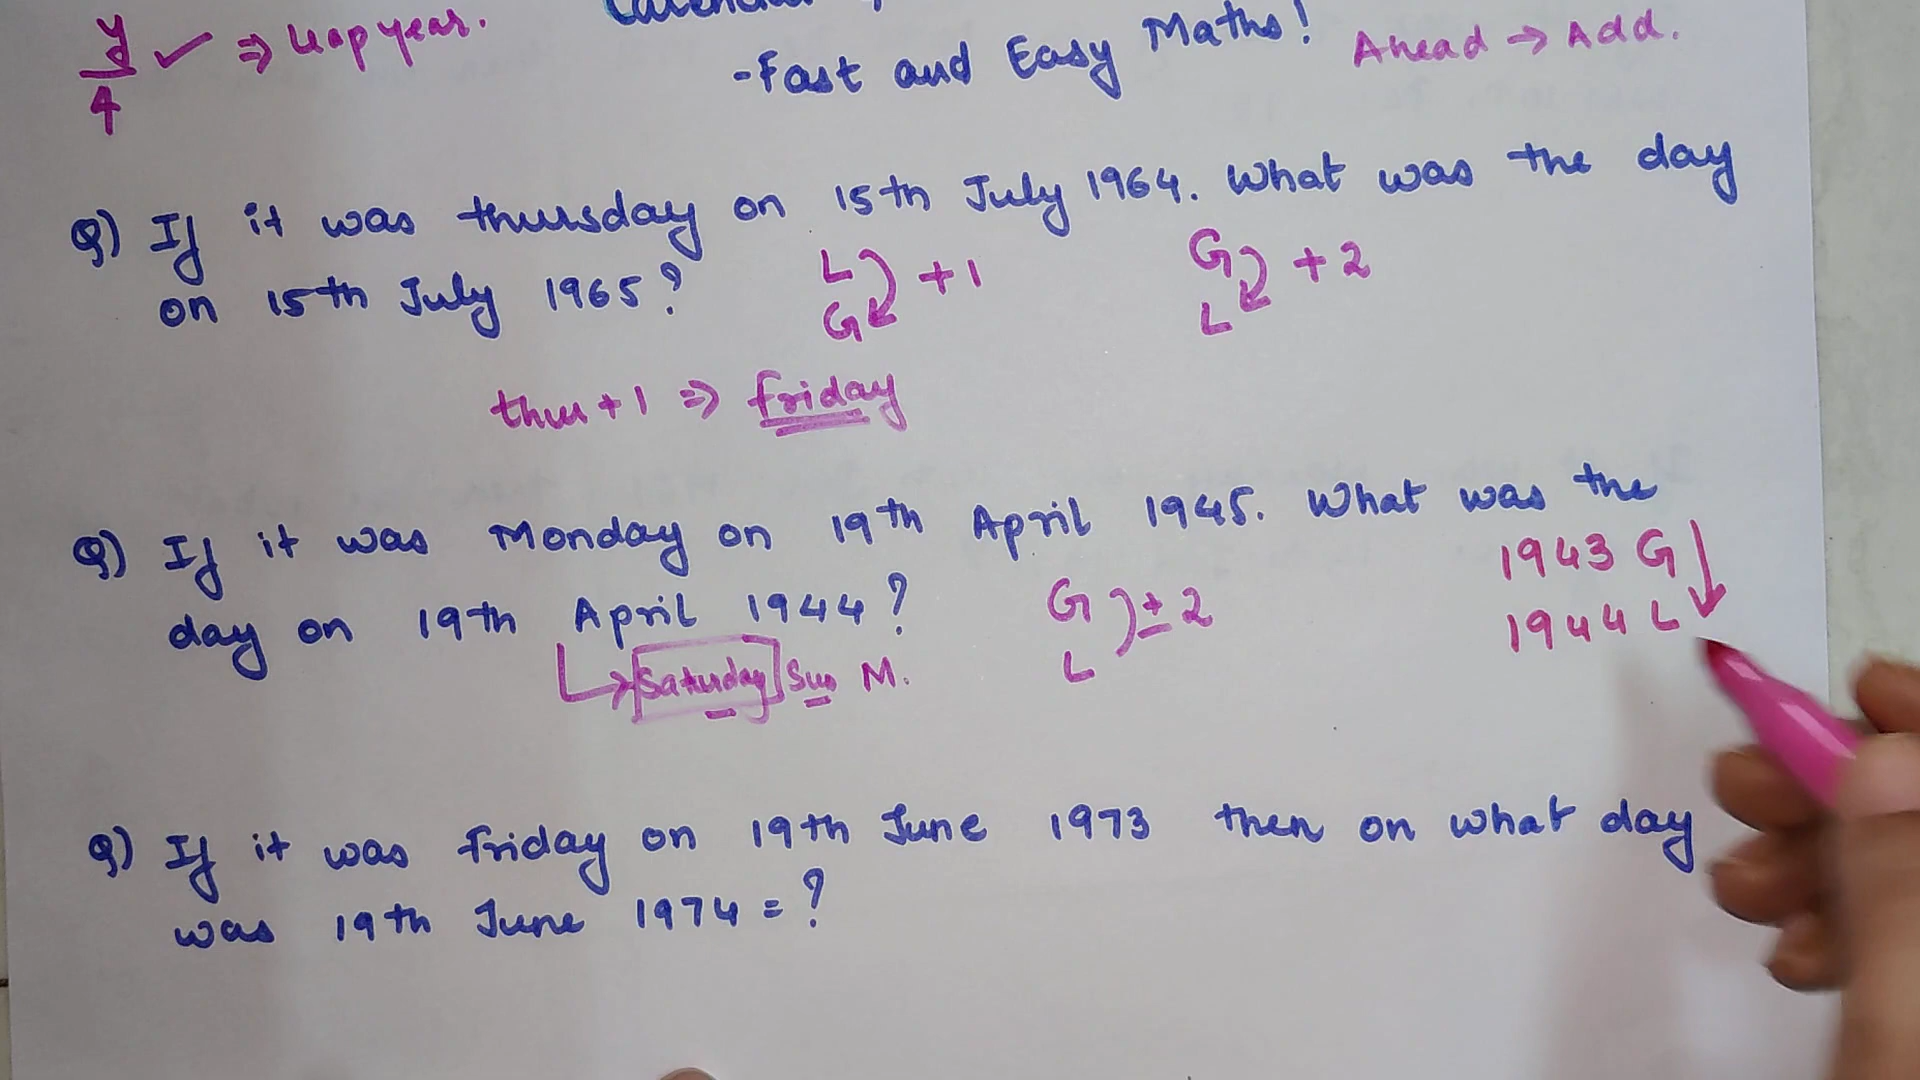 y/4 ✓ ⇒ Leap year.
- Fast and Easy Maths!
Ahead → Add.
Q) If it was thursday on 15th July 1964. What was the day
on 15th July 1965?
L
G
+1
G
L
+2
thur + 1 ⇒ friday
Q) If it was Monday on 19th April 1945. What was the
day on 19th April 1944?
G
L
± 2
1943 G
1944 L
Saturday Sun M.
Q) If it was friday on 19th June 1973 then on what day
was 19th June 1974 = ?